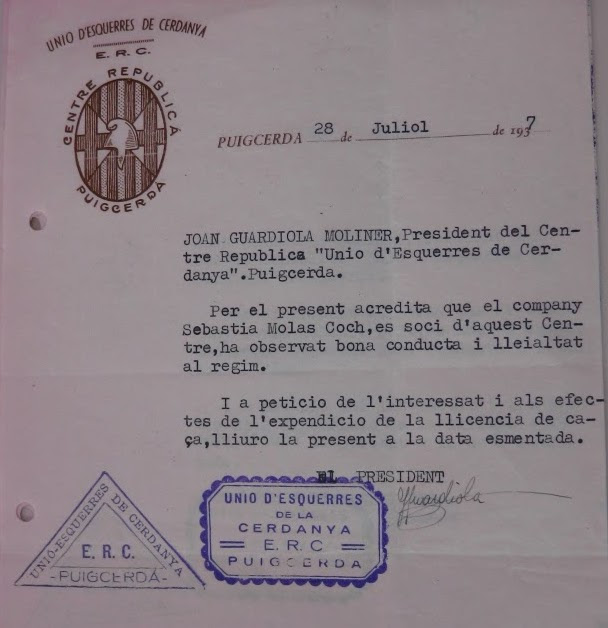 UNIO D'ESQUERRES DE CERDANYA
E. R. C.
CENTRE REPUBLICÁ
PUIGCERDA
PUIGCERDA 28 de Juliol de 1937
JOAN GUARDIOLA MOLINER,President del Cen-
tre Republica "Unio d'Esquerres de Cer-
danya".Puigcerda.
Per el present acredita que el company
Sebastia Molas Coch,es soci d'aquest Cen-
tre,ha observat bona conducta i lleialtat
al regim.
I a peticio de l'interessat i als efec-
tes de l'expendicio de la llicencia de ca-
ça,lliuro la present a la data esmentada.
EL PRESIDENT
JGuardiola
UNIÓ-ESQUERRES DE CERDANYA
E. R. C.
-PUIGCERDÁ-
UNIO D'ESQUERRES
DE LA
CERDANYA
E. R. C
PUIGCERDA